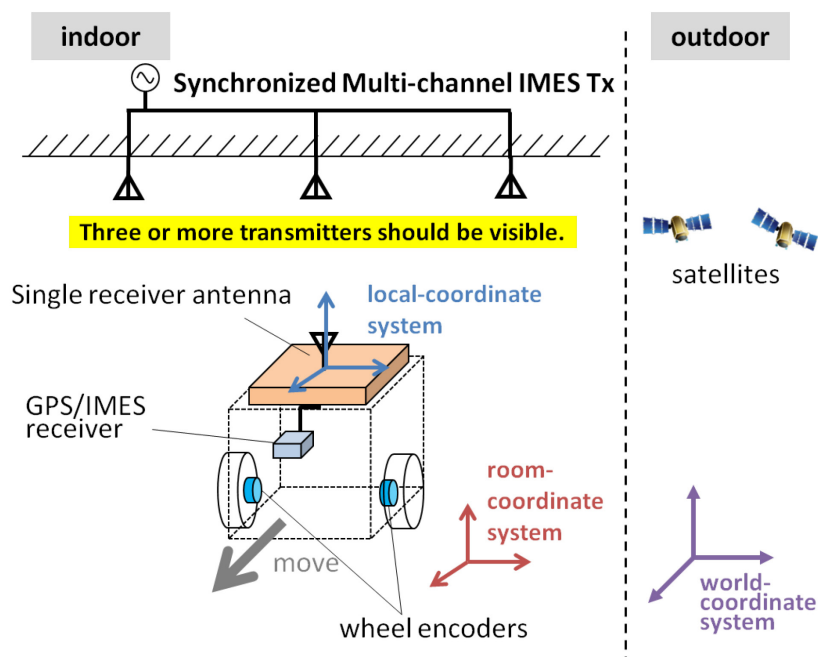 indoor
outdoor
Synchronized Multi-channel IMES Tx
Three or more transmitters should be visible.
satellites
Single receiver antenna
local-coordinate
system
GPS/IMES
receiver
room-
coordinate
system
move
world-
coordinate
system
wheel encoders